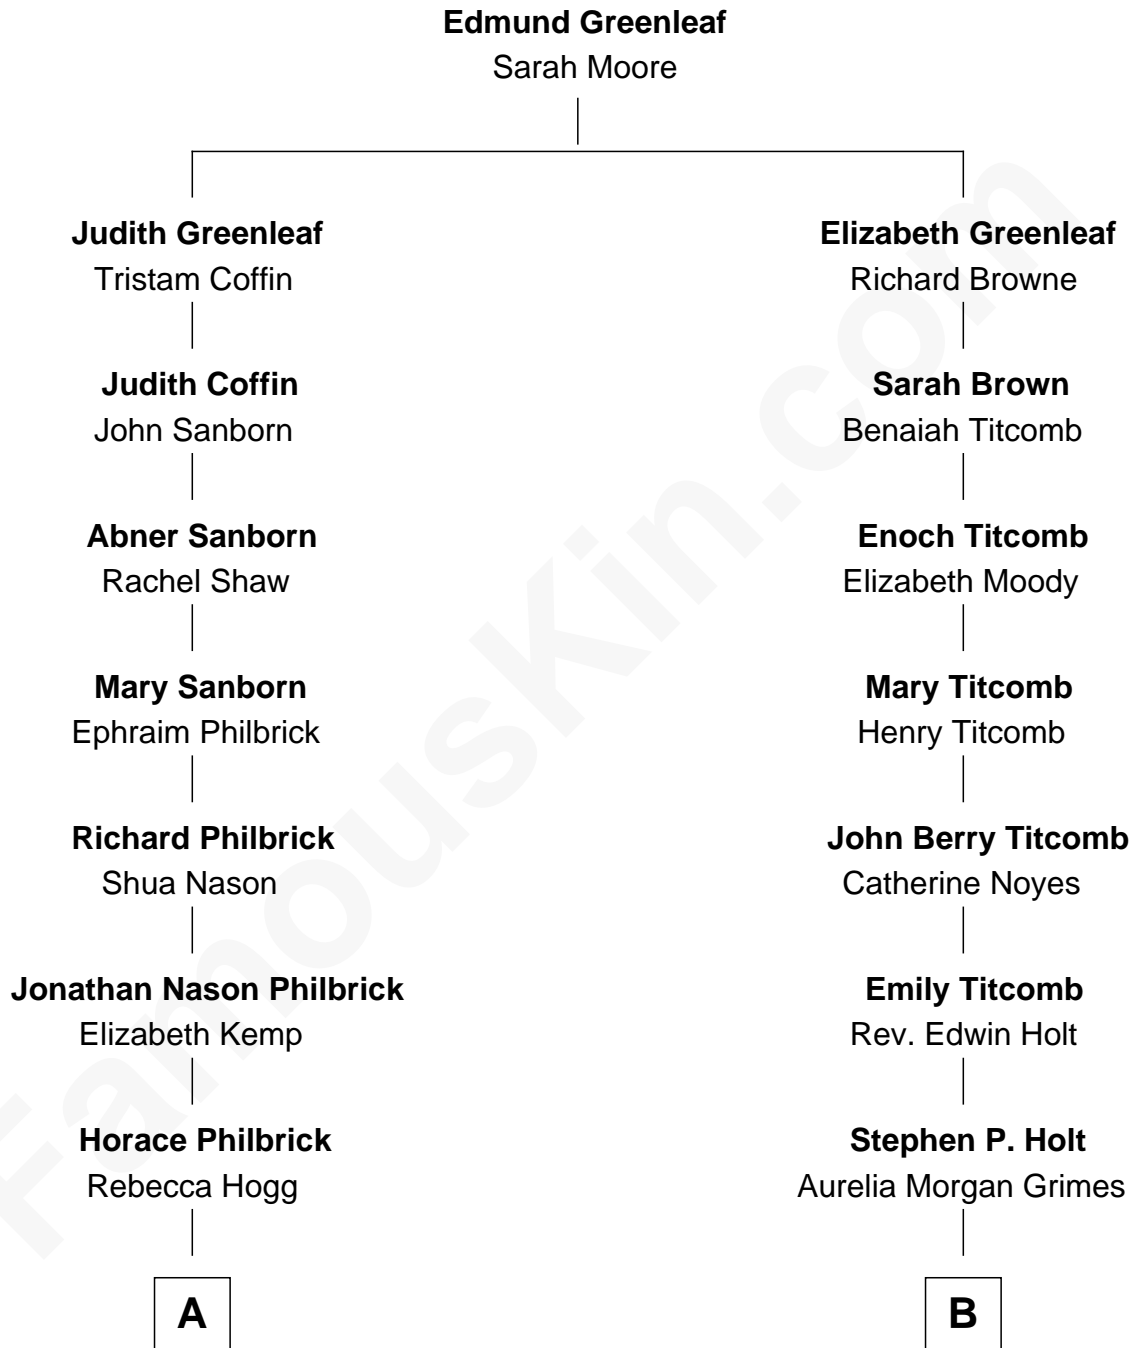 Edmund Greenleaf
Sarah Moore
Judith Greenleaf
Tristam Coffin
Judith Coffin
John Sanborn
Abner Sanborn
Rachel Shaw
Mary Sanborn
Ephraim Philbrick
Richard Philbrick
Shua Nason
Jonathan Nason Philbrick
Elizabeth Kemp
Horace Philbrick
Rebecca Hogg
A
Elizabeth Greenleaf
Richard Browne
Sarah Brown
Benaiah Titcomb
Enoch Titcomb
Elizabeth Moody
Mary Titcomb
Henry Titcomb
John Berry Titcomb
Catherine Noyes
Emily Titcomb
Rev. Edwin Holt
Stephen P. Holt
Aurelia Morgan Grimes
B
FamousKin.com